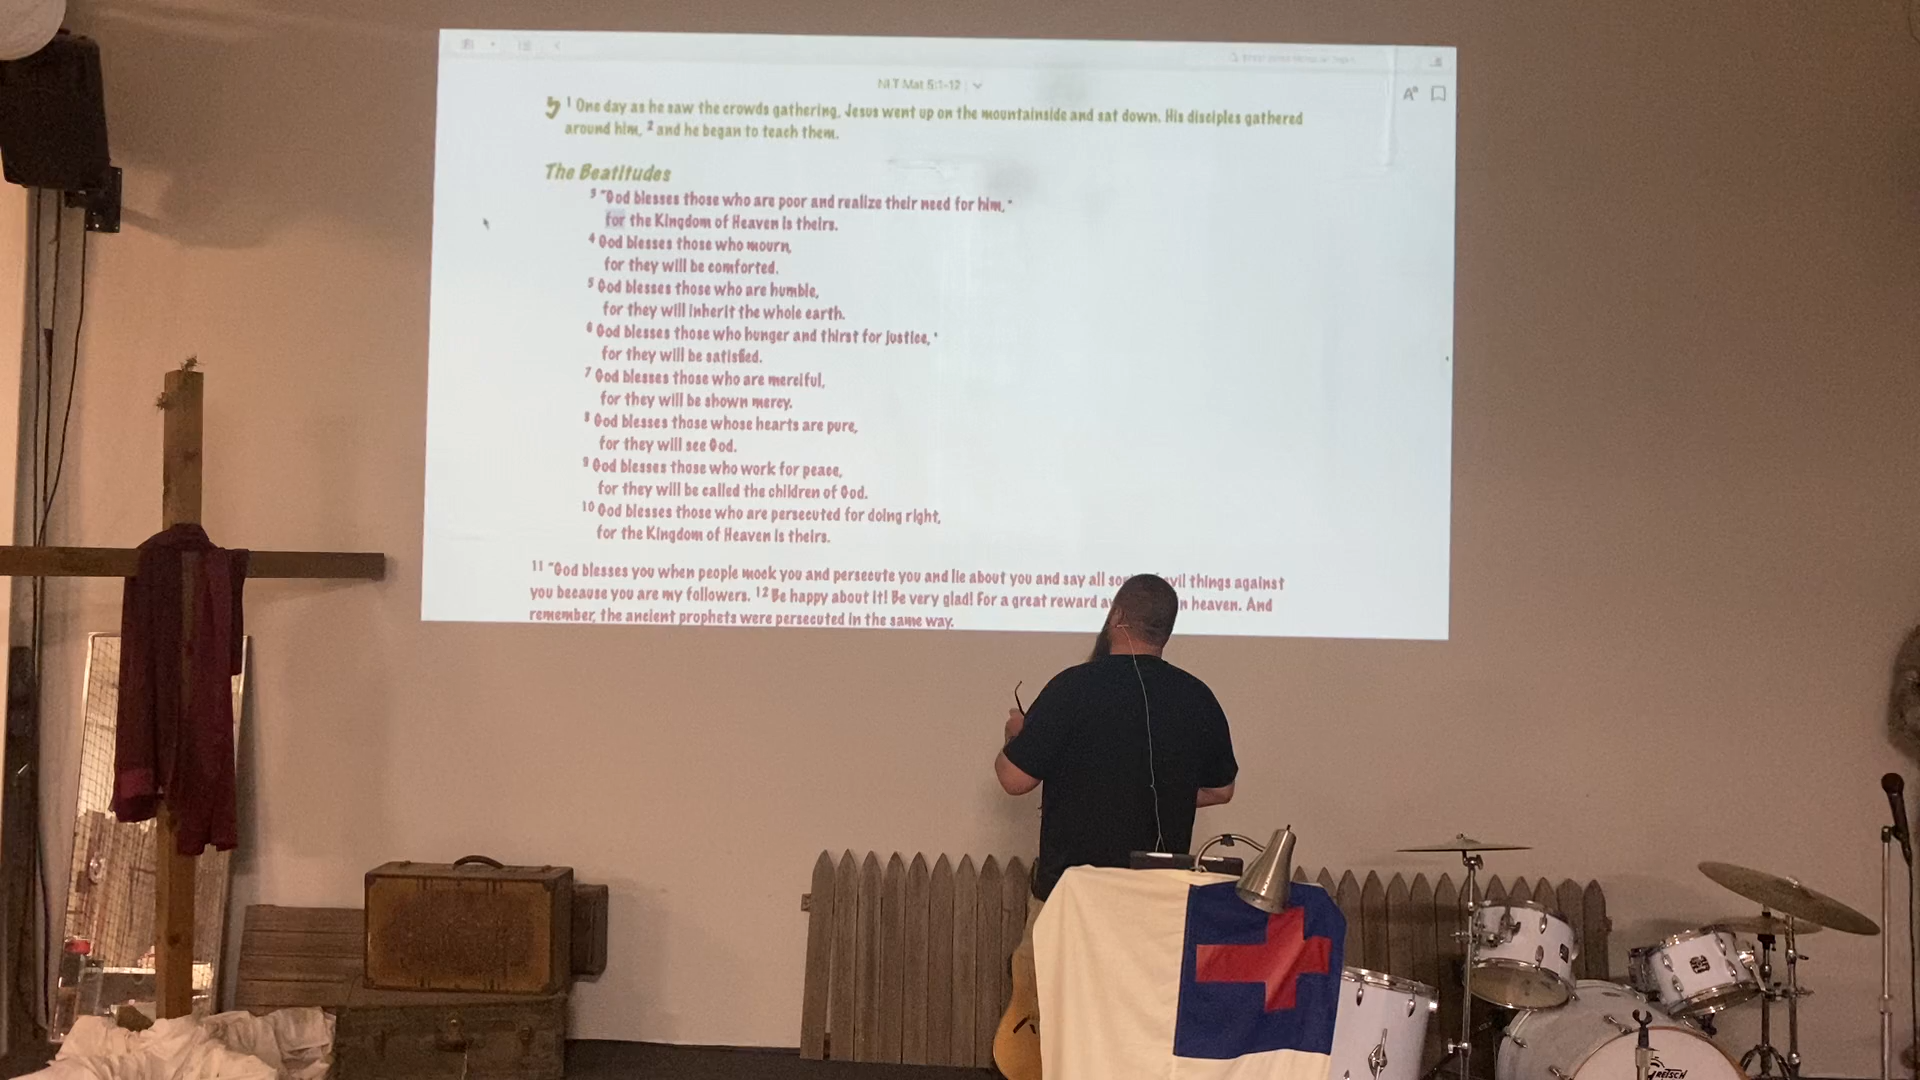 NLT Mat 5:1-12
5 1 One day as he saw the crowds gathering, Jesus went up on the mountainside and sat down. His disciples gathered
around him, 2 and he began to teach them.
The Beatitudes
3 "God blesses those who are poor and realize their need for him,*
for the Kingdom of Heaven is theirs.
4 God blesses those who mourn,
for they will be comforted.
5 God blesses those who are humble,
for they will inherit the whole earth.
6 God blesses those who hunger and thirst for justice,*
for they will be satisfied.
7 God blesses those who are merciful,
for they will be shown mercy.
8 God blesses those whose hearts are pure,
for they will see God.
9 God blesses those who work for peace,
for they will be called the children of God.
10 God blesses those who are persecuted for doing right,
for the Kingdom of Heaven is theirs.
11 "God blesses you when people mock you and persecute you and lie about you and say all things against
you because you are my followers. 12 Be happy about it! Be very glad! For a great reward heaven. And
remember, the ancient prophets were persecuted in the same way.
GRETSCH